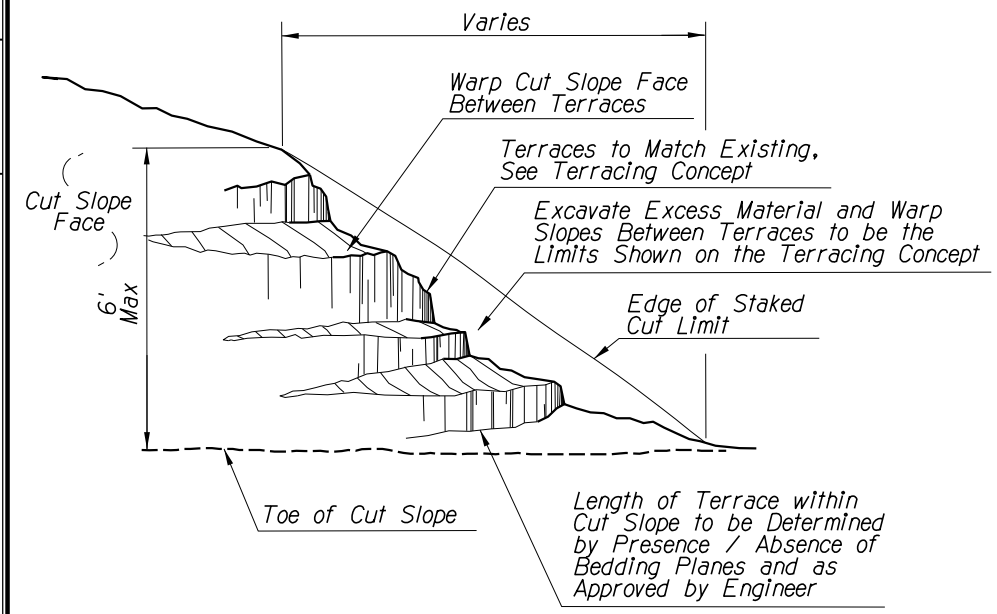 Varies
Warp Cut Slope Face
Between Terraces
Terraces to Match Existing,
See Terracing Concept
Cut Slope
Face
Excavate Excess Material and Warp
Slopes Between Terraces to be the
Limits Shown on the Terracing Concept
6'
Max
Edge of Staked
Cut Limit
Toe of Cut Slope
Length of Terrace within
Cut Slope to be Determined
by Presence / Absence of
Bedding Planes and as
Approved by Engineer